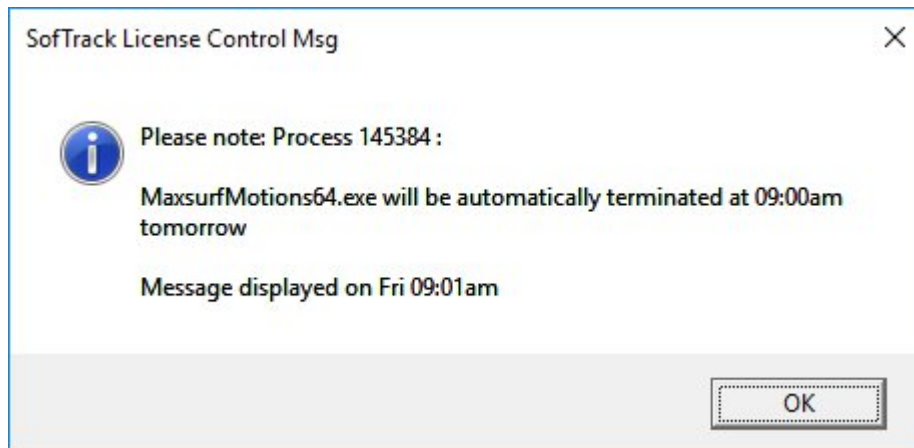 SofTrack License Control Msg
Please note: Process 145384 :
MaxsurfMotions64.exe will be automatically terminated at 09:00am
tomorrow
Message displayed on Fri 09:01am
OK